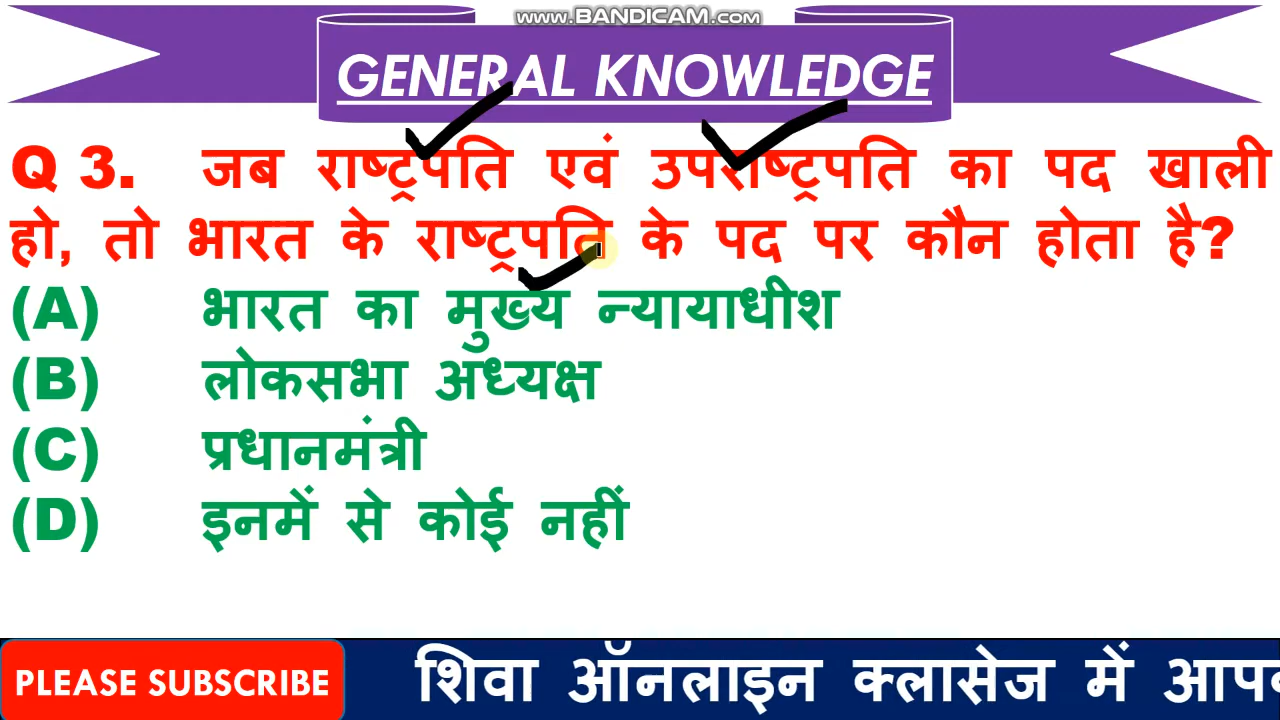 www.BANDICAM.com
GENERAL KNOWLEDGE
Q 3. जब राष्ट्रपति एवं उपराष्ट्रपति का पद खाली
हो, तो भारत के राष्ट्रपति के पद पर कौन होता है?
(A) भारत का मुख्य न्यायाधीश
(B) लोकसभा अध्यक्ष
(C) प्रधानमंत्री
(D) इनमें से कोई नहीं
PLEASE SUBSCRIBE
शिवा ऑनलाइन क्लासेज में